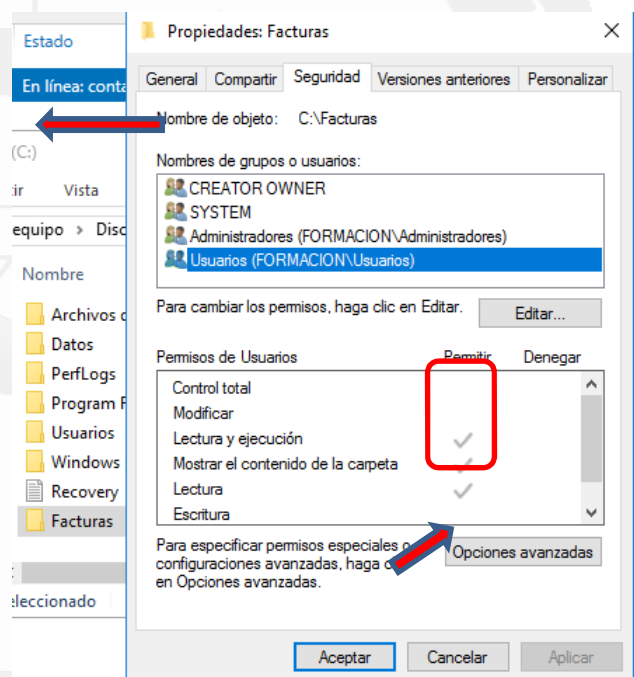 Estado
En línea: conta
(C:)
ir Vista
equipo > Disc
Nombre
Archivos d
Datos
PerfLogs
Program F
Usuarios
Windows
Recovery
Facturas
eleccionado
Propiedades: Facturas
General Compartir Seguridad Versiones anteriores Personalizar
Nombre de objeto: C:\Facturas
Nombres de grupos o usuarios:
CREATOR OWNER
SYSTEM
Administradores (FORMACION\Administradores)
Usuarios (FORMACION\Usuarios)
Para cambiar los permisos, haga clic en Editar. Editar...
Permisos de Usuarios Permitir Denegar
Control total
Modificar
Lectura y ejecución
Mostrar el contenido de la carpeta
Lectura
Escritura
Para especificar permisos especiales o
configuraciones avanzadas, haga c
en Opciones avanzadas.
Opciones avanzadas
Aceptar Cancelar Aplicar